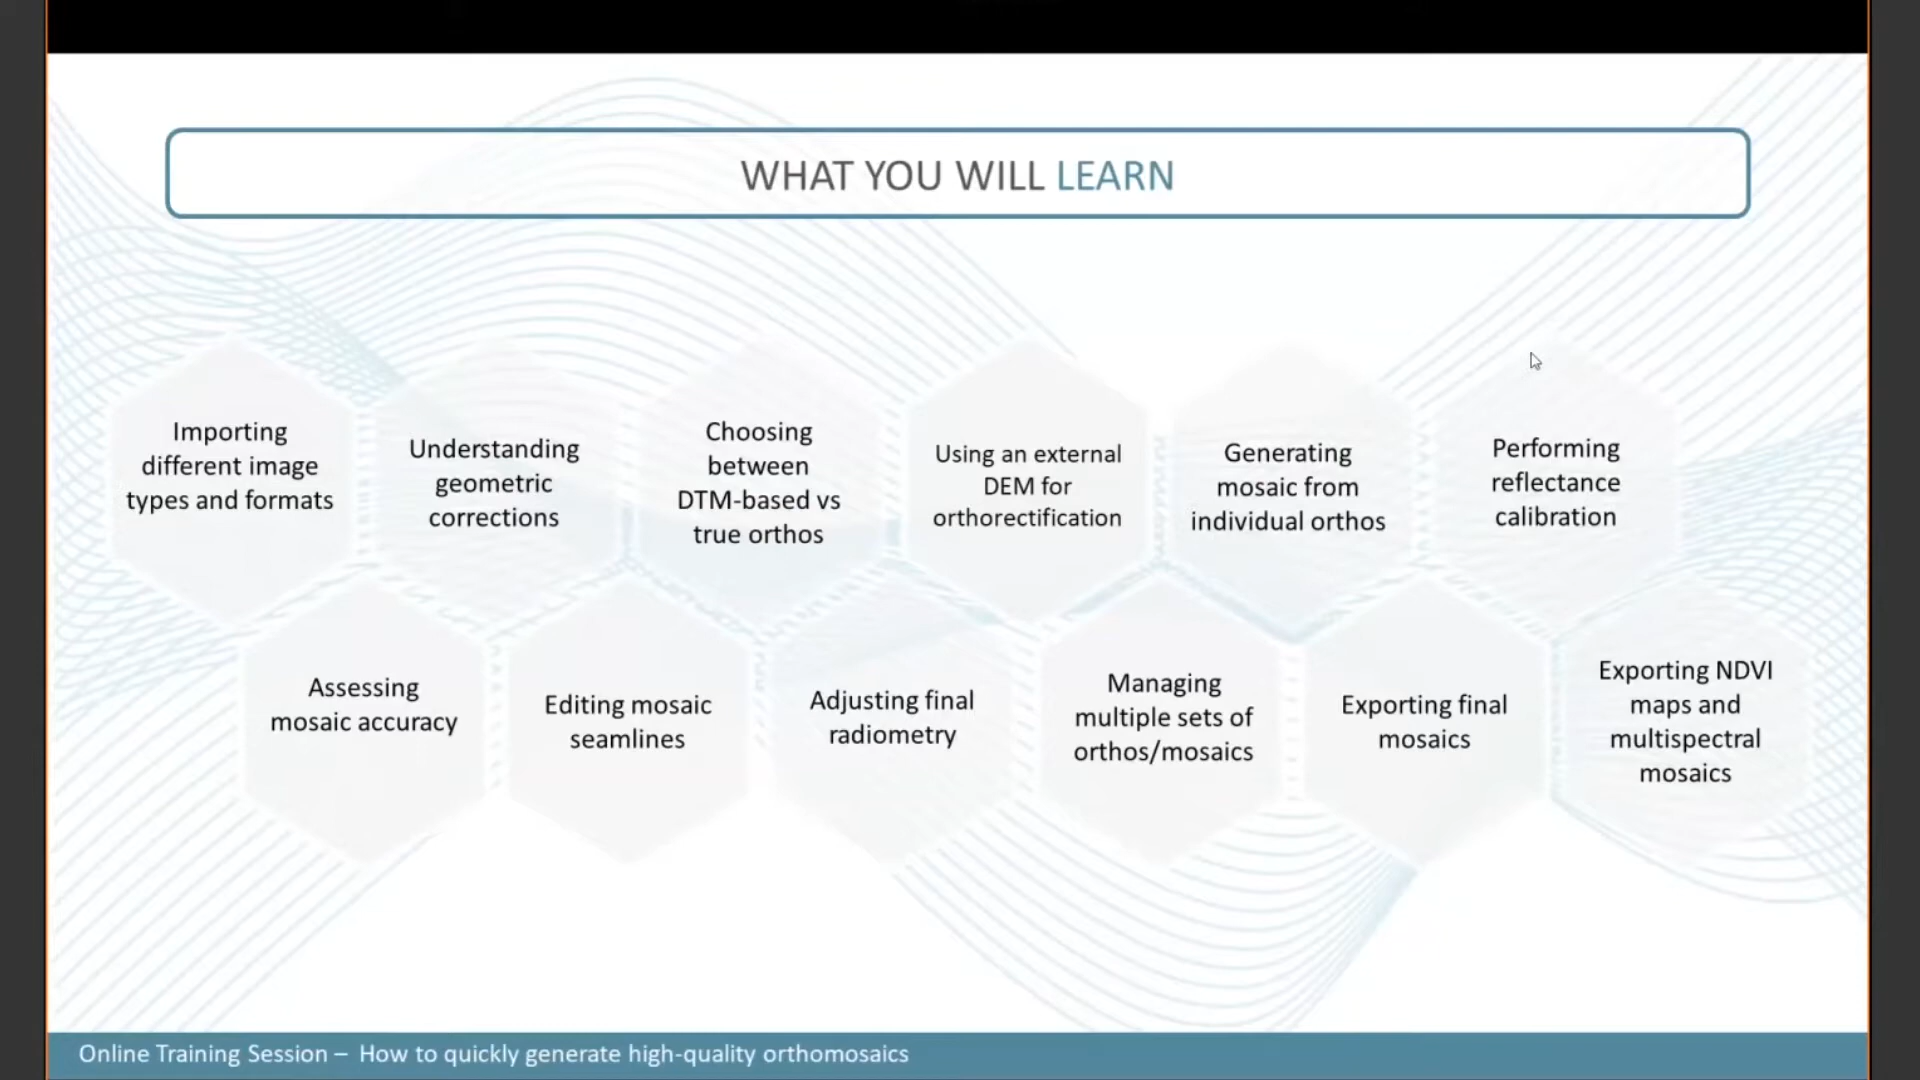 WHAT YOU WILL LEARN
Importing
different image
types and formats
Understanding
geometric
corrections
Choosing
between
DTM-based vs
true orthos
Using an external
DEM for
orthorectification
Generating
mosaic from
individual orthos
Performing
reflectance
calibration
Assessing
mosaic accuracy
Editing mosaic
seamlines
Adjusting final
radiometry
Managing
multiple sets of
orthos/mosaics
Exporting final
mosaics
Exporting NDVI
maps and
multispectral
mosaics
Online Training Session – How to quickly generate high-quality orthomosaics